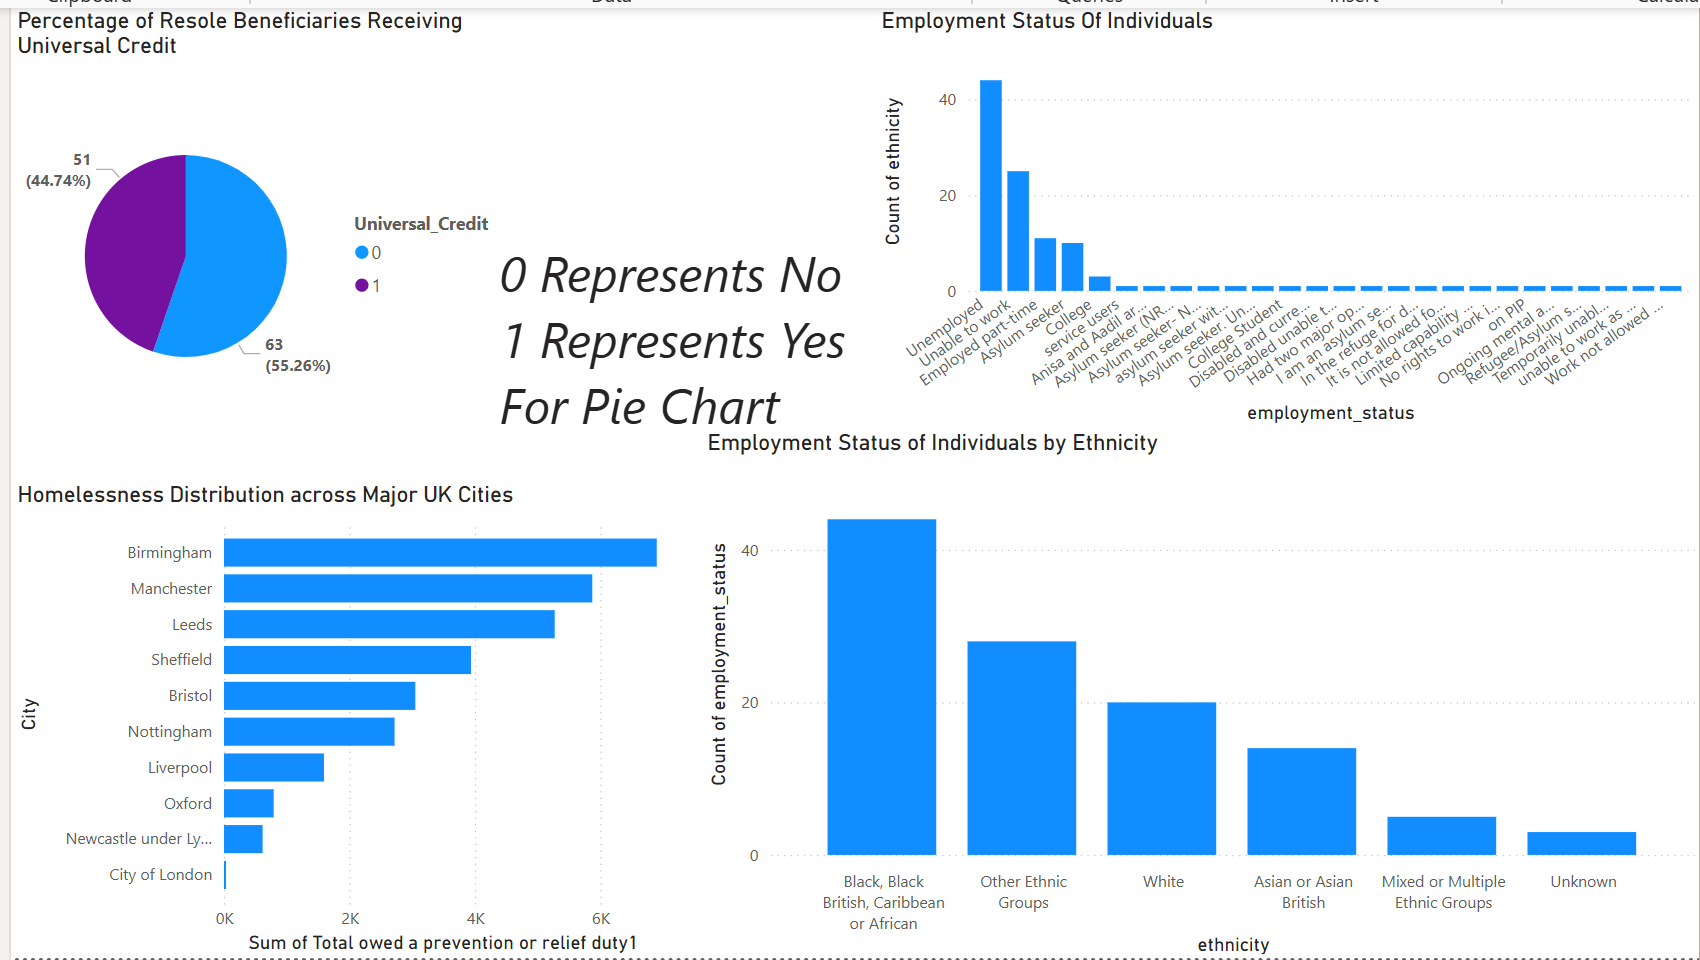 Clipboard Data Queries Insert
Percentage of Resole Beneficiaries Receiving
Universal Credit
51
(44.74%)
63
(55.26%)
Universal_Credit
0
1
0 Represents No
1 Represents Yes
For Pie Chart
Employment Status Of Individuals
Count of ethnicity
40
20
0
Unemployed
Unable to work
Employed part-time
Asylum seeker
College
service users
Anisa and Aadil ar...
Asylum seeker (NR...
Asylum seeker- N...
asylum seeker wit...
Asylum seeker. Un...
College Student
Disabled and curre...
Disabled unable t...
Had two major op...
I am an asylum se...
In the refuge for d...
It is not allowed fo...
Limited capability ...
No rights to work i...
on PIP
Ongoing mental a...
Refugee/Asylum s...
Temporarily unabl...
unable to work as ...
Work not allowed ...
employment_status
Employment Status of Individuals by Ethnicity
Count of employment_status
40
20
0
Black, Black
British, Caribbean
or African
Other Ethnic
Groups
White
Asian or Asian
British
Mixed or Multiple
Ethnic Groups
Unknown
ethnicity
Homelessness Distribution across Major UK Cities
City
Birmingham
Manchester
Leeds
Sheffield
Bristol
Nottingham
Liverpool
Oxford
Newcastle under Ly...
City of London
0K 2K 4K 6K
Sum of Total owed a prevention or relief duty1